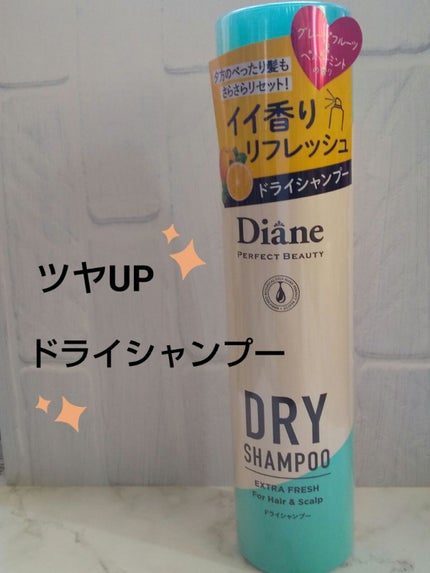 グレープフルーツ
ペパーミント
の香り
夕方のぺったり髪も
さらさらリセット!
イイ香り
リフレッシュ
ドライシャンプー
Diane
PERFECT BEAUTY
ツヤUP
ドライシャンプー
DRY
SHAMPOO
EXTRA FRESH
For Hair & Scalp
ドライシャンプー